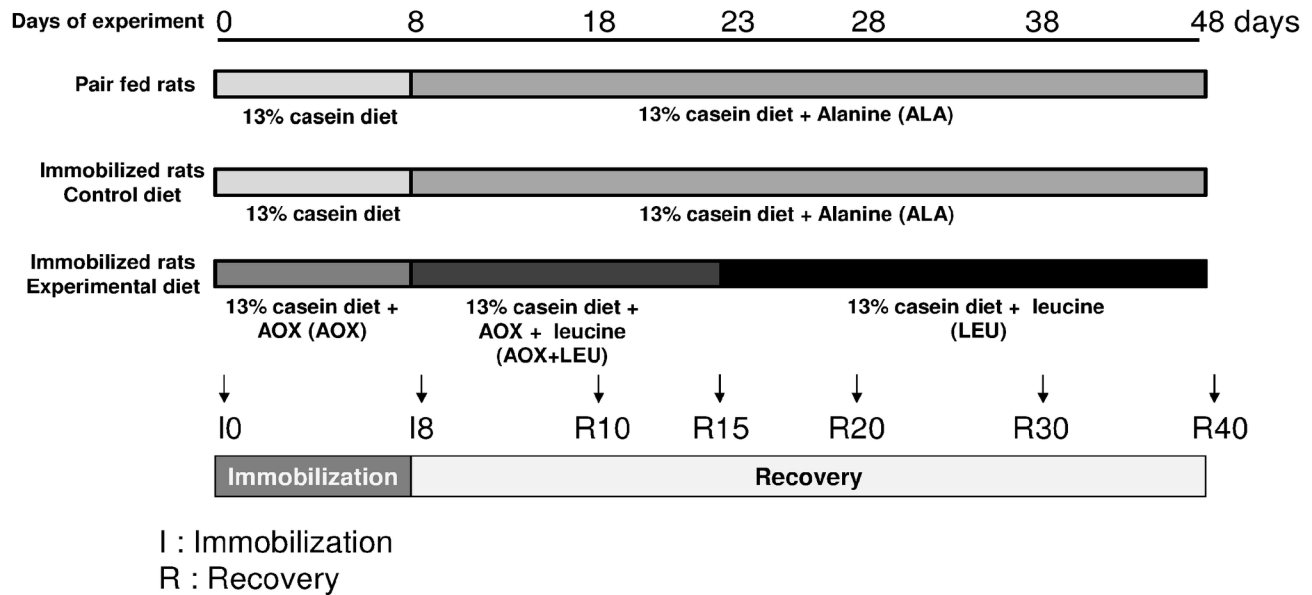 Days of experiment 0 8 18 23 28 38 48 days
Pair fed rats
13% casein diet 13% casein diet + Alanine (ALA)
Immobilized rats
Control diet
13% casein diet 13% casein diet + Alanine (ALA)
Immobilized rats
Experimental diet
13% casein diet +
AOX (AOX)
13% casein diet +
AOX + leucine
(AOX+LEU)
13% casein diet + leucine
(LEU)
I0 I8 R10 R15 R20 R30 R40
Immobilization Recovery
I : Immobilization
R : Recovery